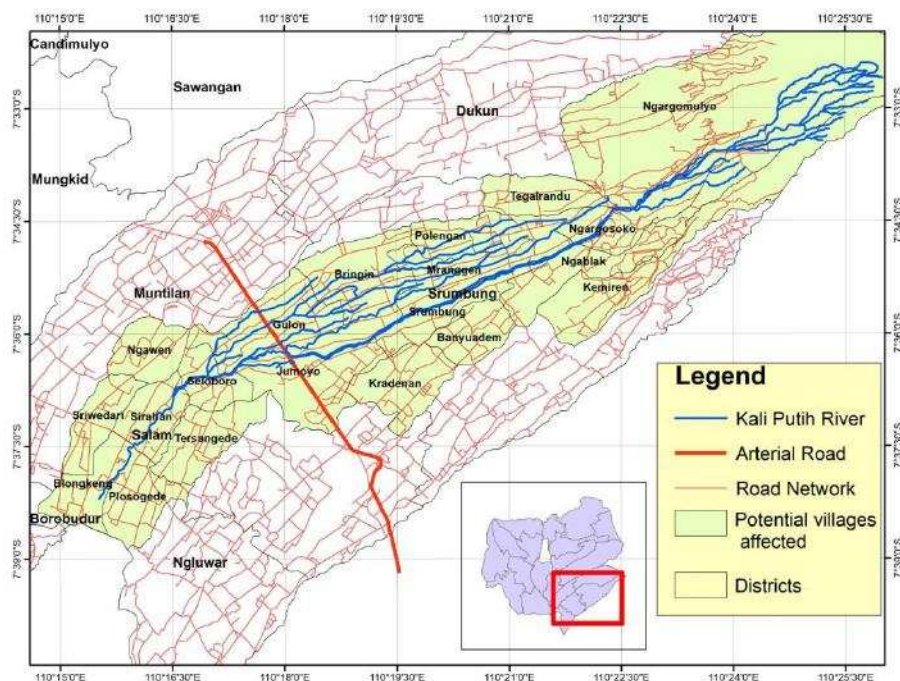 110°15'0"E 110°16'30"E 110°18'0"E 110°19'30"E 110°21'0"E 110°22'30"E 110°24'0"E 110°25'30"E
Candimulyo
Sawangan
Dukun
Ngargomulyo
7°33'0"S 7°33'0"S
Mungkid
Tegalrandu
7°34'30"S 7°34'30"S
Polengan
Ngargosoko
Bringin
Mranggen
Ngablak
Kemiren
Muntilan
Srumbung
Srumbung
Gulon
7°36'0"S 7°36'0"S
Banyuadem
Ngawen
Jumoyo
Seloboro
Kradenan
Sriwedari
Sirahan
Salam
Tersangede
7°37'30"S 7°37'30"S
Blongkeng
Plosogede
Borobudur
Ngluwar
7°39'0"S 7°39'0"S
Legend
Kali Putih River
Arterial Road
Road Network
Potential villages
affected
Districts
110°15'0"E 110°16'30"E 110°18'0"E 110°19'30"E 110°21'0"E 110°22'30"E 110°24'0"E 110°25'30"E